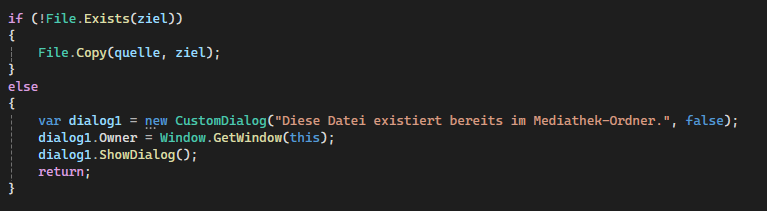 if (!File.Exists(ziel))
{
    File.Copy(quelle, ziel);
}
else
{
    var dialog1 = new CustomDialog("Diese Datei existiert bereits im Mediathek-Ordner.", false);
    dialog1.Owner = Window.GetWindow(this);
    dialog1.ShowDialog();
    return;
}